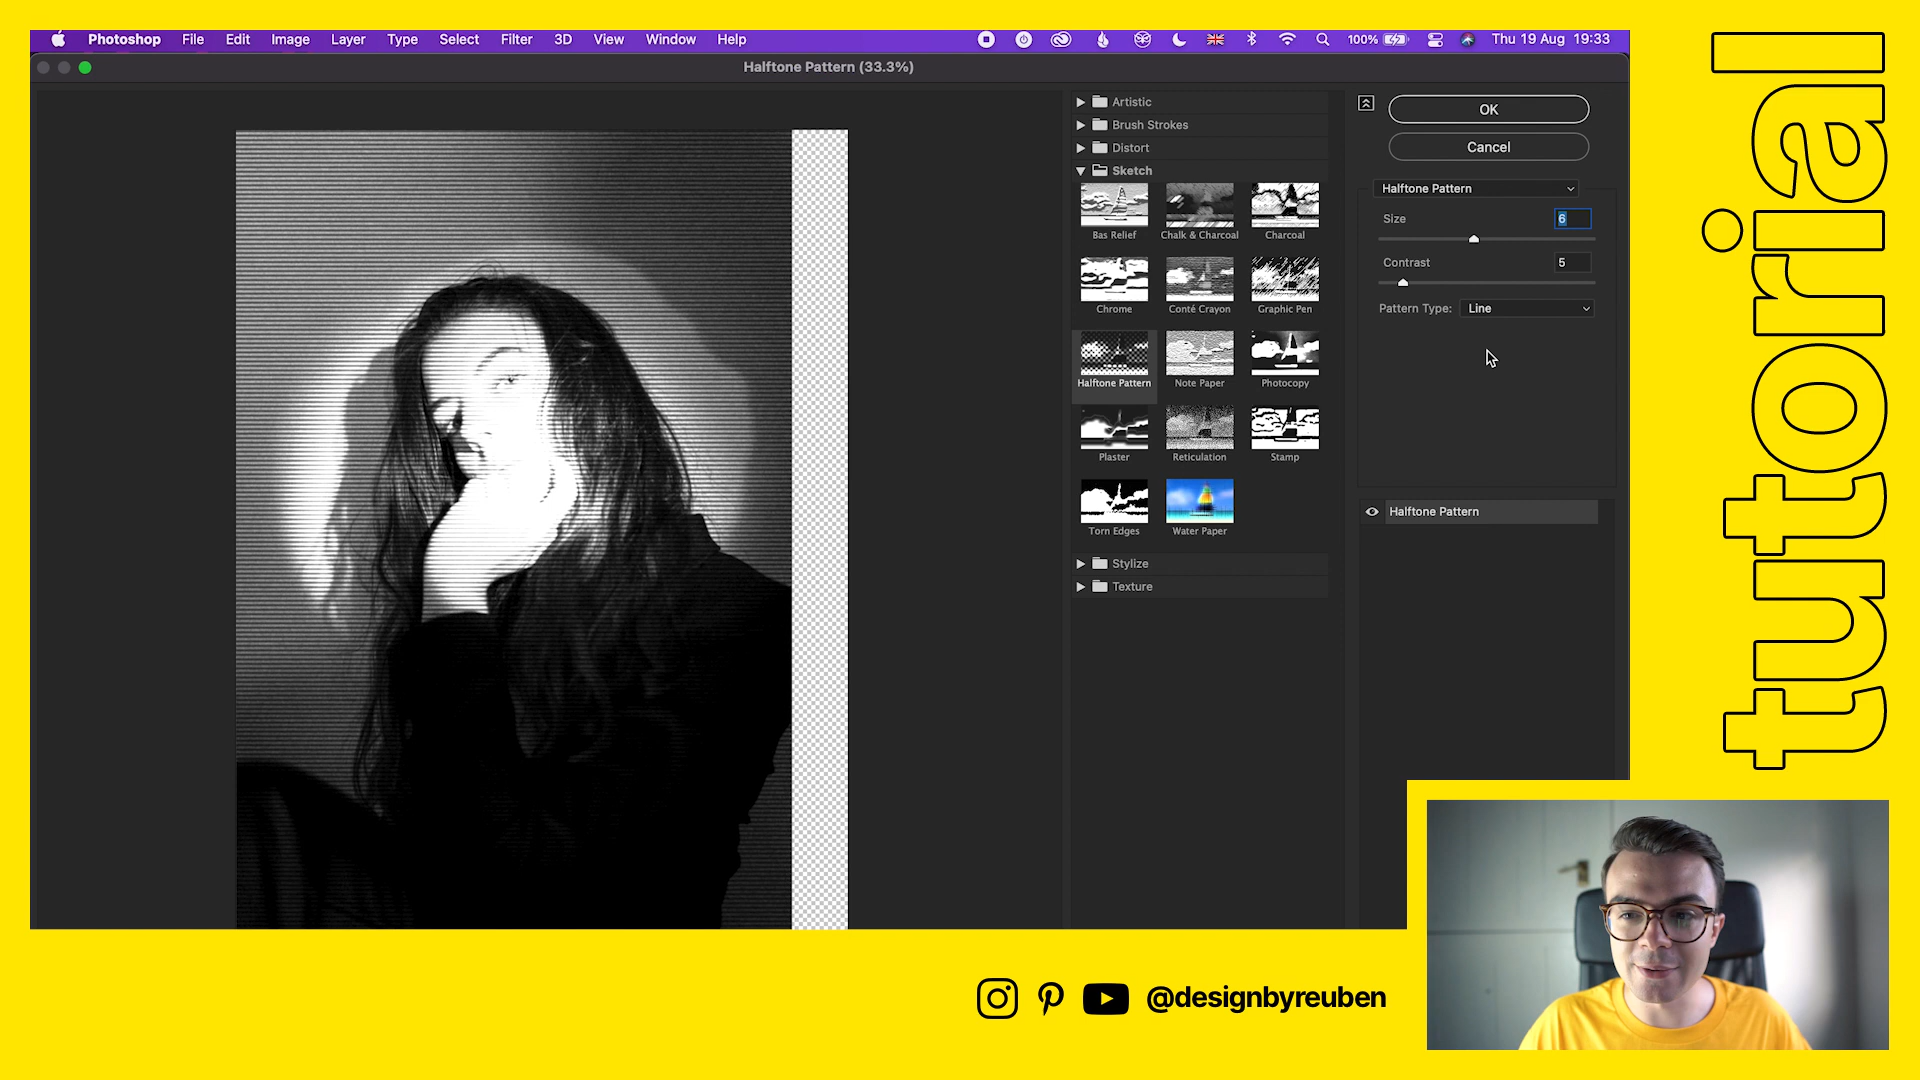 Photoshop File Edit Image Layer Type Select Filter 3D View Window Help 100% Thu 19 Aug 19:33
Halftone Pattern (33.3%)
Artistic
Brush Strokes
Distort
Sketch
Bas Relief Chalk & Charcoal Charcoal
Chrome Conté Crayon Graphic Pen
Halftone Pattern Note Paper Photocopy
Plaster Reticulation Stamp
Torn Edges Water Paper
Stylize
Texture
OK
Cancel
Halftone Pattern
Size 6
Contrast 5
Pattern Type: Line
Halftone Pattern
tutorial
@designbyreuben